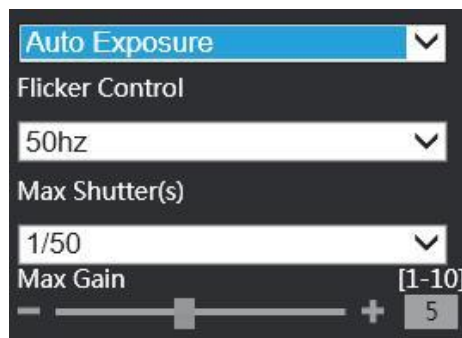 Auto Exposure
Flicker Control
50hz
Max Shutter(s)
1/50
Max Gain [1-10]
5